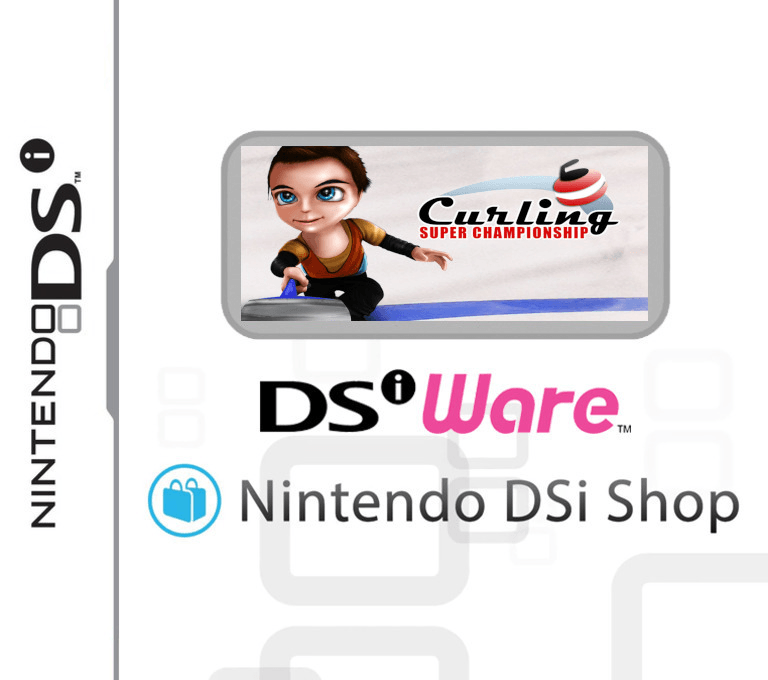 NINTENDO DSi™
Curling
SUPER CHAMPIONSHIP
DSiWare™
Nintendo DSi Shop